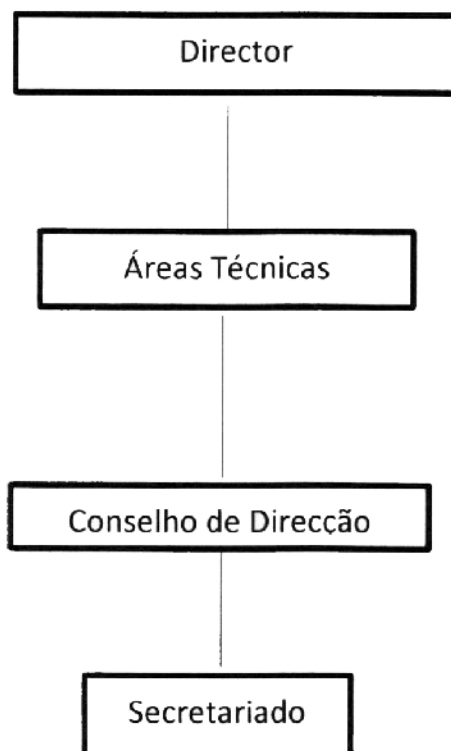 Director
Áreas Técnicas
Conselho de Direcção
Secretariado